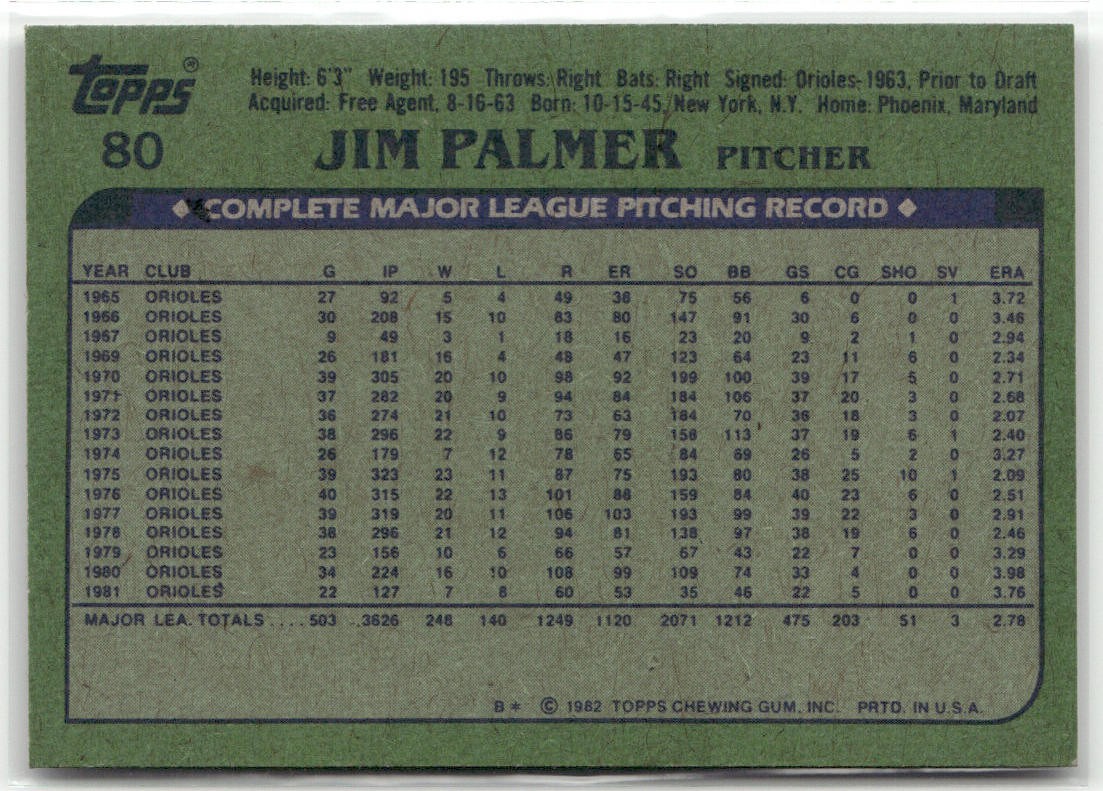 Topps®
Height: 6'3" Weight: 195 Throws: Right Bats: Right Signed: Orioles-1963, Prior to Draft
Acquired: Free Agent, 8-16-63 Born: 10-15-45, New York, N.Y. Home: Phoenix, Maryland
80 JIM PALMER PITCHER
◆ COMPLETE MAJOR LEAGUE PITCHING RECORD ◆
YEAR CLUB G IP W L R ER SO BB GS CG SHO SV ERA
1965 ORIOLES 27 92 5 4 49 38 75 56 6 0 0 1 3.72
1966 ORIOLES 30 208 15 10 83 80 147 91 30 6 0 0 3.46
1967 ORIOLES 9 49 3 1 18 16 23 20 9 2 1 0 2.94
1969 ORIOLES 26 181 16 4 48 47 123 64 23 11 6 0 2.34
1970 ORIOLES 39 305 20 10 98 92 199 100 39 17 5 0 2.71
1971 ORIOLES 37 282 20 9 94 84 184 106 37 20 3 0 2.68
1972 ORIOLES 36 274 21 10 73 63 184 70 36 18 3 0 2.07
1973 ORIOLES 38 296 22 9 86 79 158 113 37 19 6 1 2.40
1974 ORIOLES 26 179 7 12 78 65 84 69 26 5 2 0 3.27
1975 ORIOLES 39 323 23 11 87 75 193 80 38 25 10 1 2.09
1976 ORIOLES 40 315 22 13 101 88 159 84 40 23 6 0 2.51
1977 ORIOLES 39 319 20 11 106 103 193 99 39 22 3 0 2.91
1978 ORIOLES 38 296 21 12 94 81 138 97 38 19 6 0 2.46
1979 ORIOLES 23 156 10 6 66 57 67 43 22 7 0 0 3.29
1980 ORIOLES 34 224 16 10 108 99 109 74 33 4 0 0 3.98
1981 ORIOLES 22 127 7 8 60 53 35 46 22 5 0 0 3.76
MAJOR LEA. TOTALS .... 503 ..3626 248 140 1249 1120 2071 1212 475 203 51 3 2.78
B* © 1982 TOPPS CHEWING GUM, INC. PRTD. IN U.S.A.